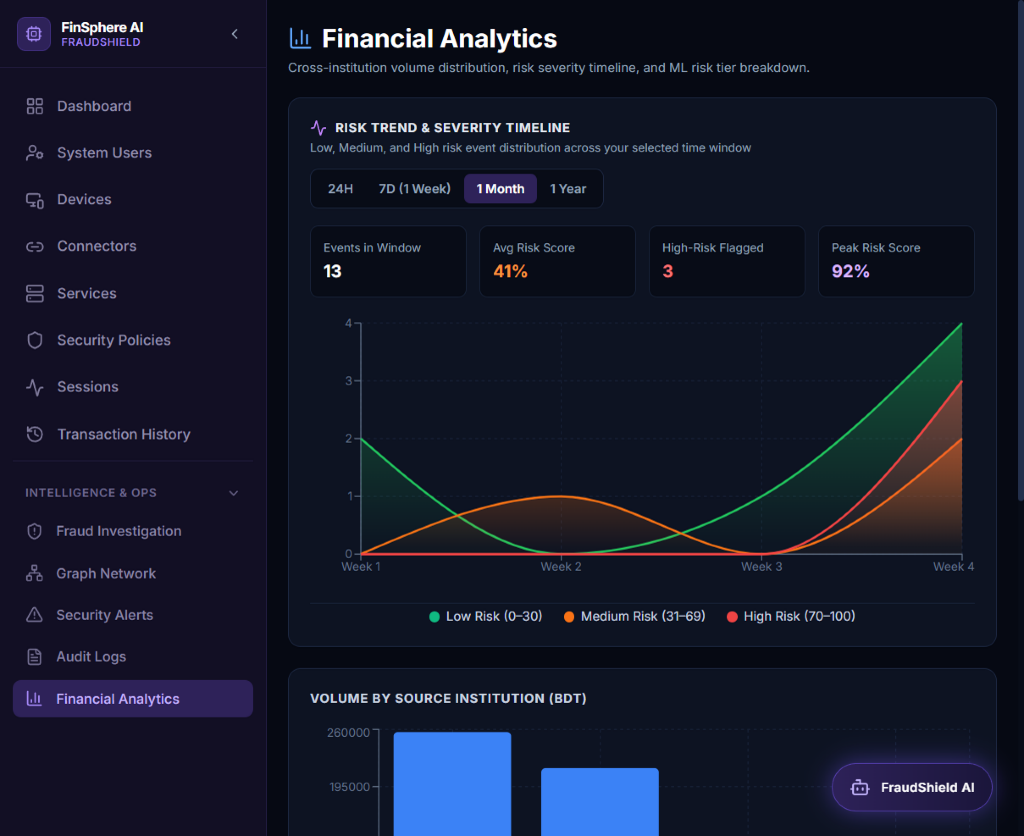 FinSphere AI
FRAUDSHIELD
Dashboard
System Users
Devices
Connectors
Services
Security Policies
Sessions
Transaction History
INTELLIGENCE & OPS
Fraud Investigation
Graph Network
Security Alerts
Audit Logs
Financial Analytics
Financial Analytics
Cross-institution volume distribution, risk severity timeline, and ML risk tier breakdown.
RISK TREND & SEVERITY TIMELINE
Low, Medium, and High risk event distribution across your selected time window
24H 7D (1 Week) 1 Month 1 Year
Events in Window
13
Avg Risk Score
41%
High-Risk Flagged
3
Peak Risk Score
92%
4
3
2
1
0
Week 1 Week 2 Week 3 Week 4
Low Risk (0–30) Medium Risk (31–69) High Risk (70–100)
VOLUME BY SOURCE INSTITUTION (BDT)
260000
195000
FraudShield AI